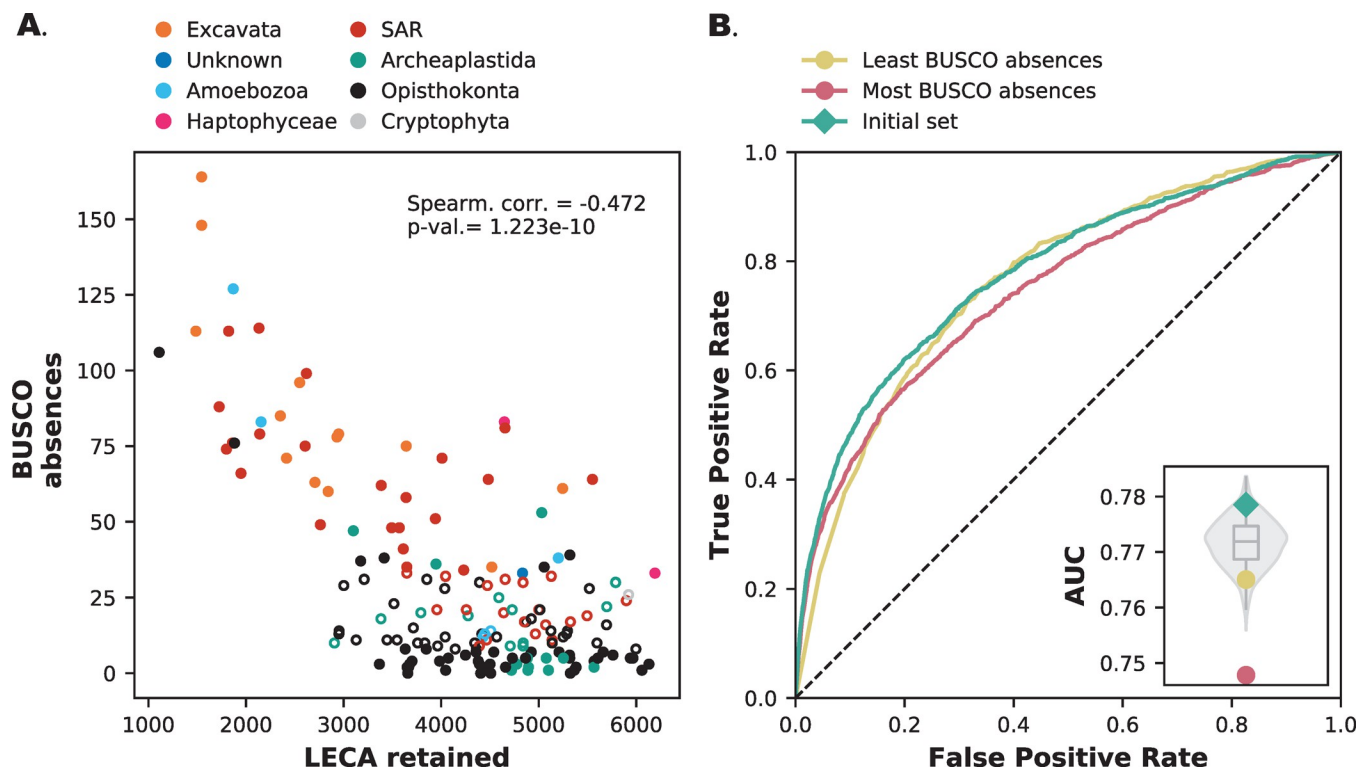 A.
Excavata
SAR
Unknown
Archeaplastida
Amoebozoa
Opisthokonta
Haptophyceae
Cryptophyta
Spearm. corr. = -0.472
p-val.= 1.223e-10
150
125
100
75
50
25
0
BUSCO
absences
1000 2000 3000 4000 5000 6000
LECA retained
B.
Least BUSCO absences
Most BUSCO absences
Initial set
1.0
0.8
0.6
0.4
0.2
0.0
True Positive Rate
0.78
0.77
0.76
0.75
AUC
0.0 0.2 0.4 0.6 0.8 1.0
False Positive Rate